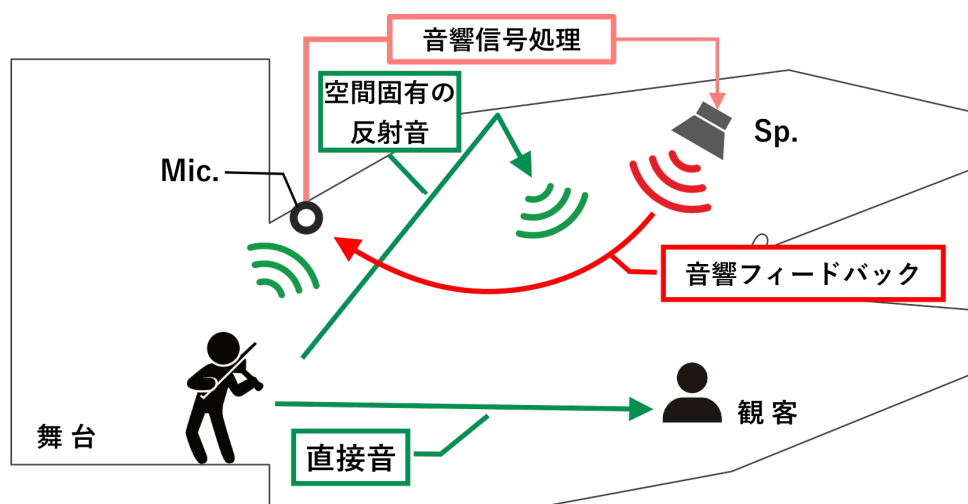 音響信号処理
空間固有の
反射音
Sp.
Mic.
音響フィードバック
観 客
舞 台
直接音